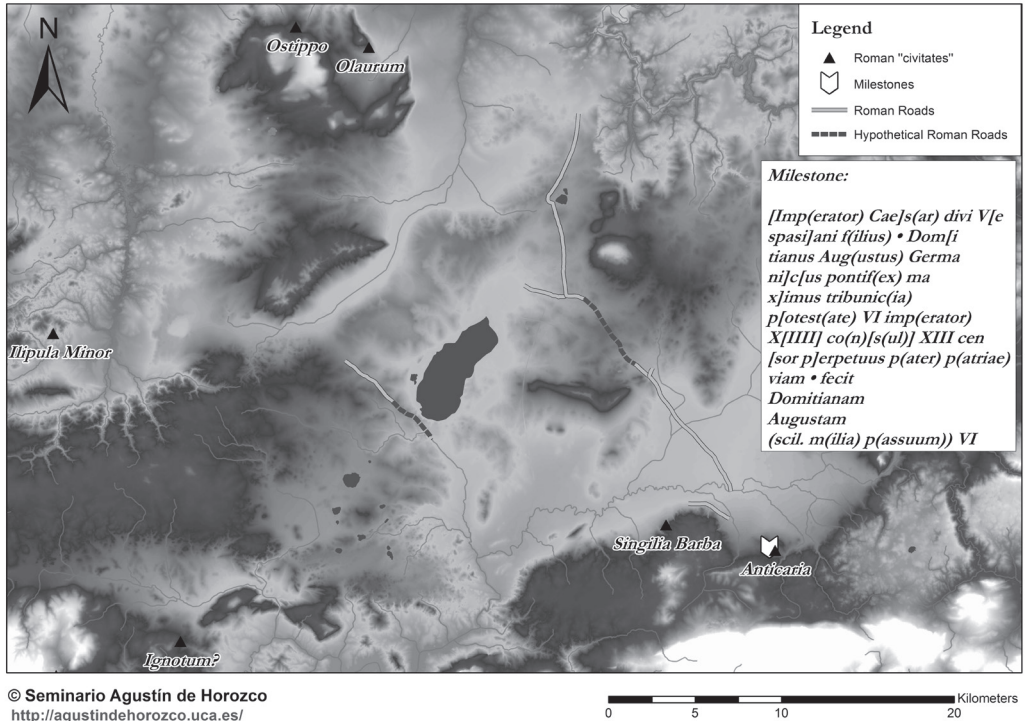 N
Ostippo
Olaurum
Legend
Roman "civitates"
Milestones
Roman Roads
Hypothetical Roman Roads
Milestone:
[Imp(erator) Cae]s(ar) divi V[e
spasi]ani f(ilius) • Dom[i
tianus Aug(ustus) Germa
ni]c[us pontif(ex) ma
x]imus tribunic(ia)
p[otest(ate) VI imp(erator)
X[IIII] co(n)[s(ul)] XIII cen
[sor p]erpetuus p(ater) p(atriae)
viam • fecit
Domitianam
Augustam
(scil. m(ilia) p(assuum)) VI
Ilipula Minor
Singilia Barba
Anticaria
Ignotum?
© Seminario Agustín de Horozco
http://agustindehorozco.uca.es/
Kilometers
0 5 10 20